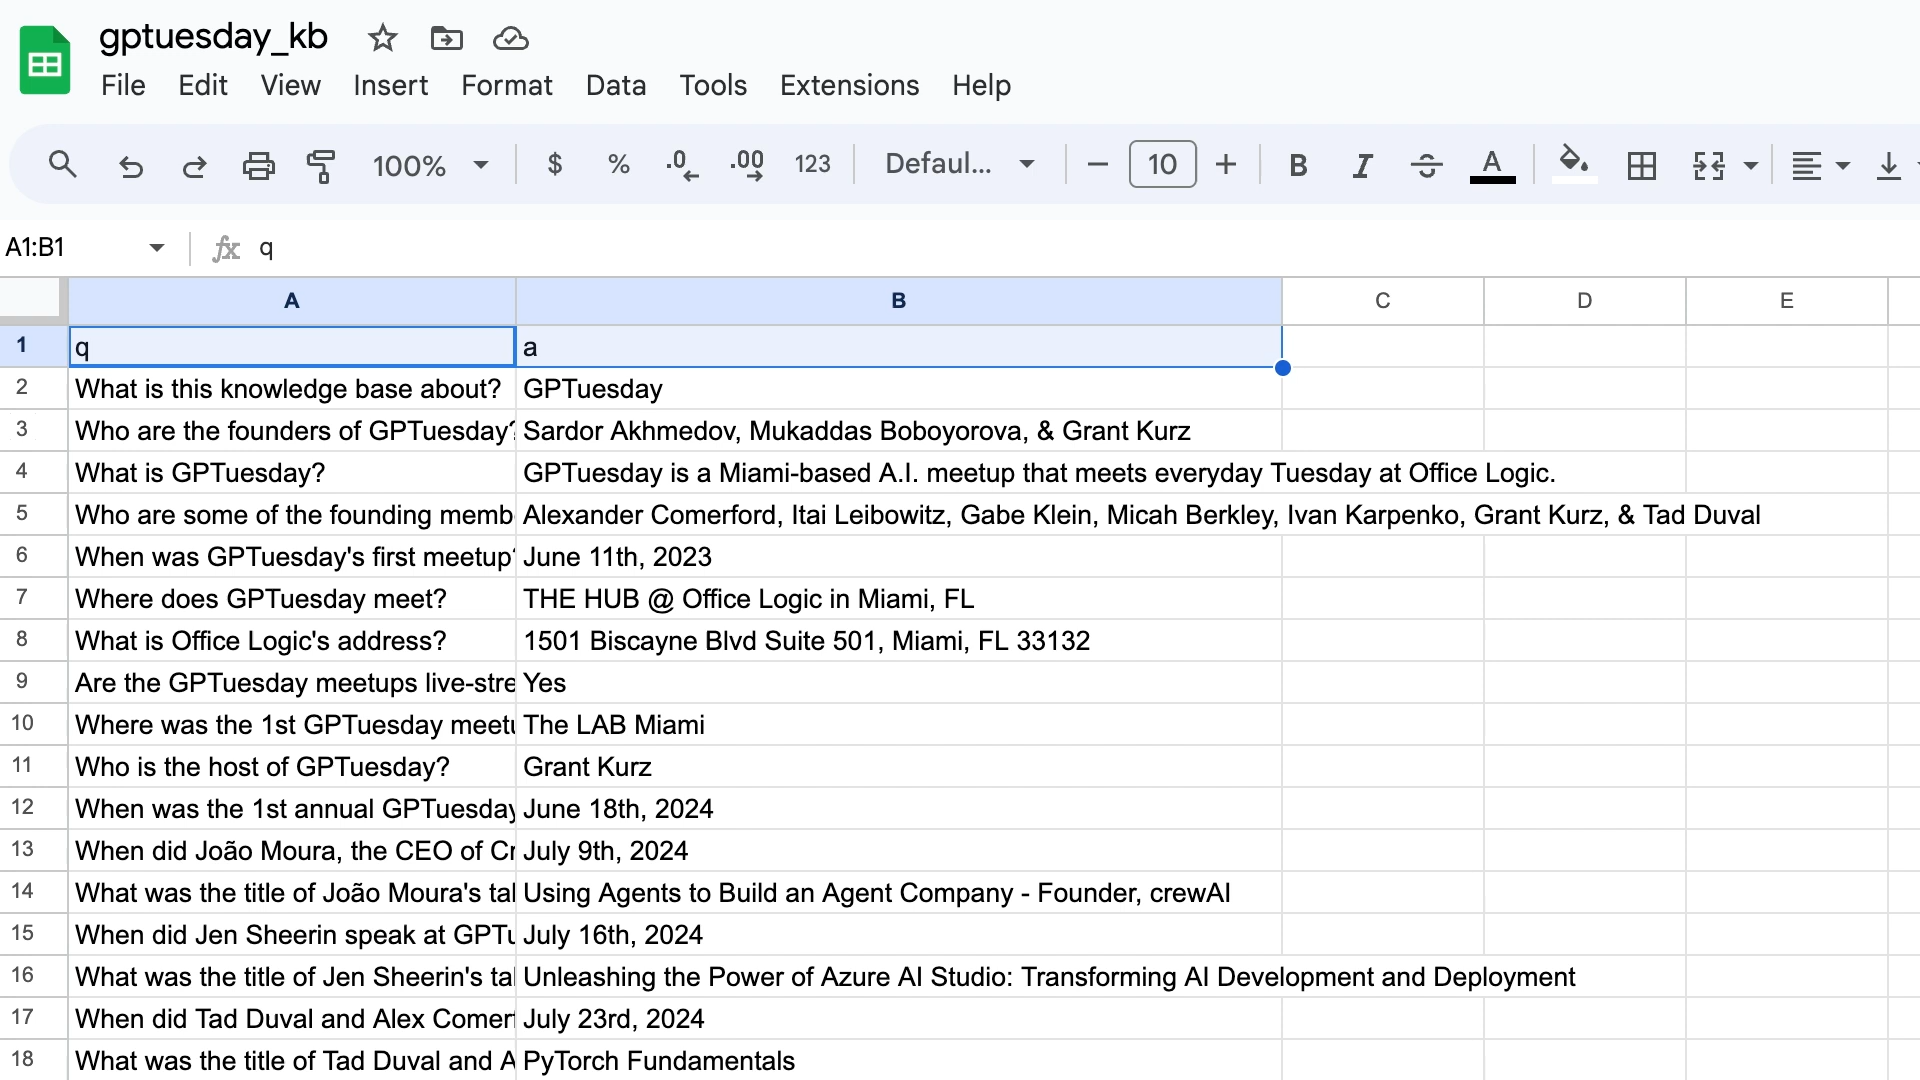 gptuesday_kb
File Edit View Insert Format Data Tools Extensions Help
100% $ % .0 .00 123 Defaul... − 10 + B I S A
A1:B1 fx q
A B C D E
1 q a
2 What is this knowledge base about? GPTuesday
3 Who are the founders of GPTuesday? Sardor Akhmedov, Mukaddas Boboyorova, & Grant Kurz
4 What is GPTuesday? GPTuesday is a Miami-based A.I. meetup that meets everyday Tuesday at Office Logic.
5 Who are some of the founding memb Alexander Comerford, Itai Leibowitz, Gabe Klein, Micah Berkley, Ivan Karpenko, Grant Kurz, & Tad Duval
6 When was GPTuesday's first meetup? June 11th, 2023
7 Where does GPTuesday meet? THE HUB @ Office Logic in Miami, FL
8 What is Office Logic's address? 1501 Biscayne Blvd Suite 501, Miami, FL 33132
9 Are the GPTuesday meetups live-stre Yes
10 Where was the 1st GPTuesday meetu The LAB Miami
11 Who is the host of GPTuesday? Grant Kurz
12 When was the 1st annual GPTuesday June 18th, 2024
13 When did João Moura, the CEO of Cr July 9th, 2024
14 What was the title of João Moura's tal Using Agents to Build an Agent Company - Founder, crewAI
15 When did Jen Sheerin speak at GPTu July 16th, 2024
16 What was the title of Jen Sheerin's tal Unleashing the Power of Azure AI Studio: Transforming AI Development and Deployment
17 When did Tad Duval and Alex Comerf July 23rd, 2024
18 What was the title of Tad Duval and A PyTorch Fundamentals